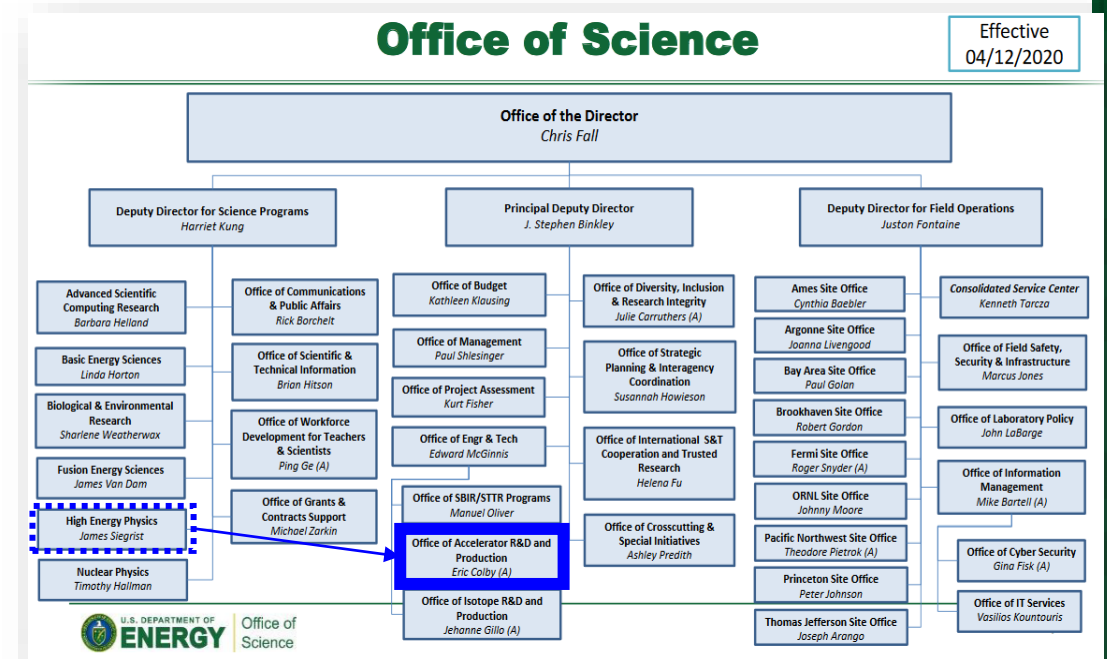 Office of Science
Effective
04/12/2020
Office of the Director
Chris Fall
Deputy Director for Science Programs
Harriet Kung
Principal Deputy Director
J. Stephen Binkley
Deputy Director for Field Operations
Juston Fontaine
Advanced Scientific
Computing Research
Barbara Helland
Basic Energy Sciences
Linda Horton
Biological & Environmental
Research
Sharlene Weatherwax
Fusion Energy Sciences
James Van Dam
High Energy Physics
James Siegrist
Nuclear Physics
Timothy Hallman
Office of Communications
& Public Affairs
Rick Borchelt
Office of Scientific &
Technical Information
Brian Hitson
Office of Workforce
Development for Teachers
& Scientists
Ping Ge (A)
Office of Grants &
Contracts Support
Michael Zarkin
Office of Budget
Kathleen Klausing
Office of Management
Paul Shlesinger
Office of Project Assessment
Kurt Fisher
Office of Engr & Tech
Edward McGinnis
Office of SBIR/STTR Programs
Manuel Oliver
Office of Accelerator R&D and
Production
Eric Colby (A)
Office of Isotope R&D and
Production
Jehanne Gillo (A)
Office of Diversity, Inclusion
& Research Integrity
Julie Carruthers (A)
Office of Strategic
Planning & Interagency
Coordination
Susannah Howieson
Office of International S&T
Cooperation and Trusted
Research
Helena Fu
Office of Crosscutting &
Special Initiatives
Ashley Predith
Ames Site Office
Cynthia Baebler
Argonne Site Office
Joanna Livengood
Bay Area Site Office
Paul Golan
Brookhaven Site Office
Robert Gordon
Fermi Site Office
Roger Snyder (A)
ORNL Site Office
Johnny Moore
Pacific Northwest Site Office
Theodore Pietrok (A)
Princeton Site Office
Peter Johnson
Thomas Jefferson Site Office
Joseph Arango
Consolidated Service Center
Kenneth Tarcza
Office of Field Safety,
Security & Infrastructure
Marcus Jones
Office of Laboratory Policy
John LaBarge
Office of Information
Management
Mike Bartell (A)
Office of Cyber Security
Gina Fisk (A)
Office of IT Services
Vasilios Kountouris
U.S. DEPARTMENT OF
ENERGY
Office of
Science